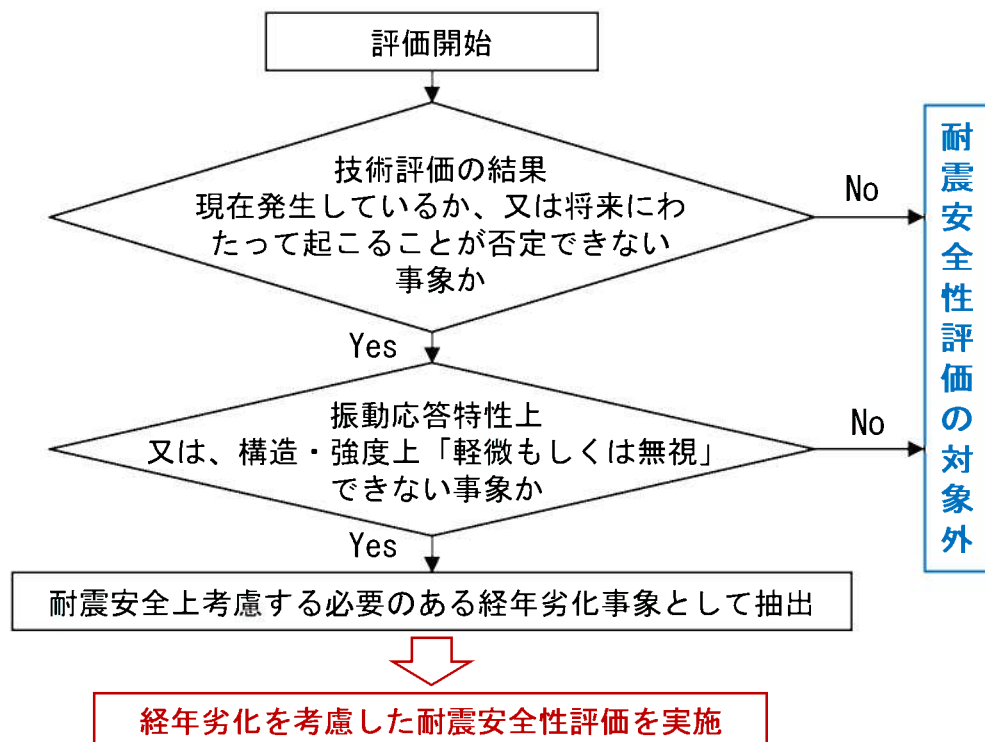 評価開始
技術評価の結果
現在発生しているか、又は将来にわ
たって起こることが否定できない
事象か
No
Yes
振動応答特性上
又は、構造・強度上「軽微もしくは無視」
できない事象か
No
Yes
耐震安全性評価の対象外
耐震安全上考慮する必要のある経年劣化事象として抽出
経年劣化を考慮した耐震安全性評価を実施